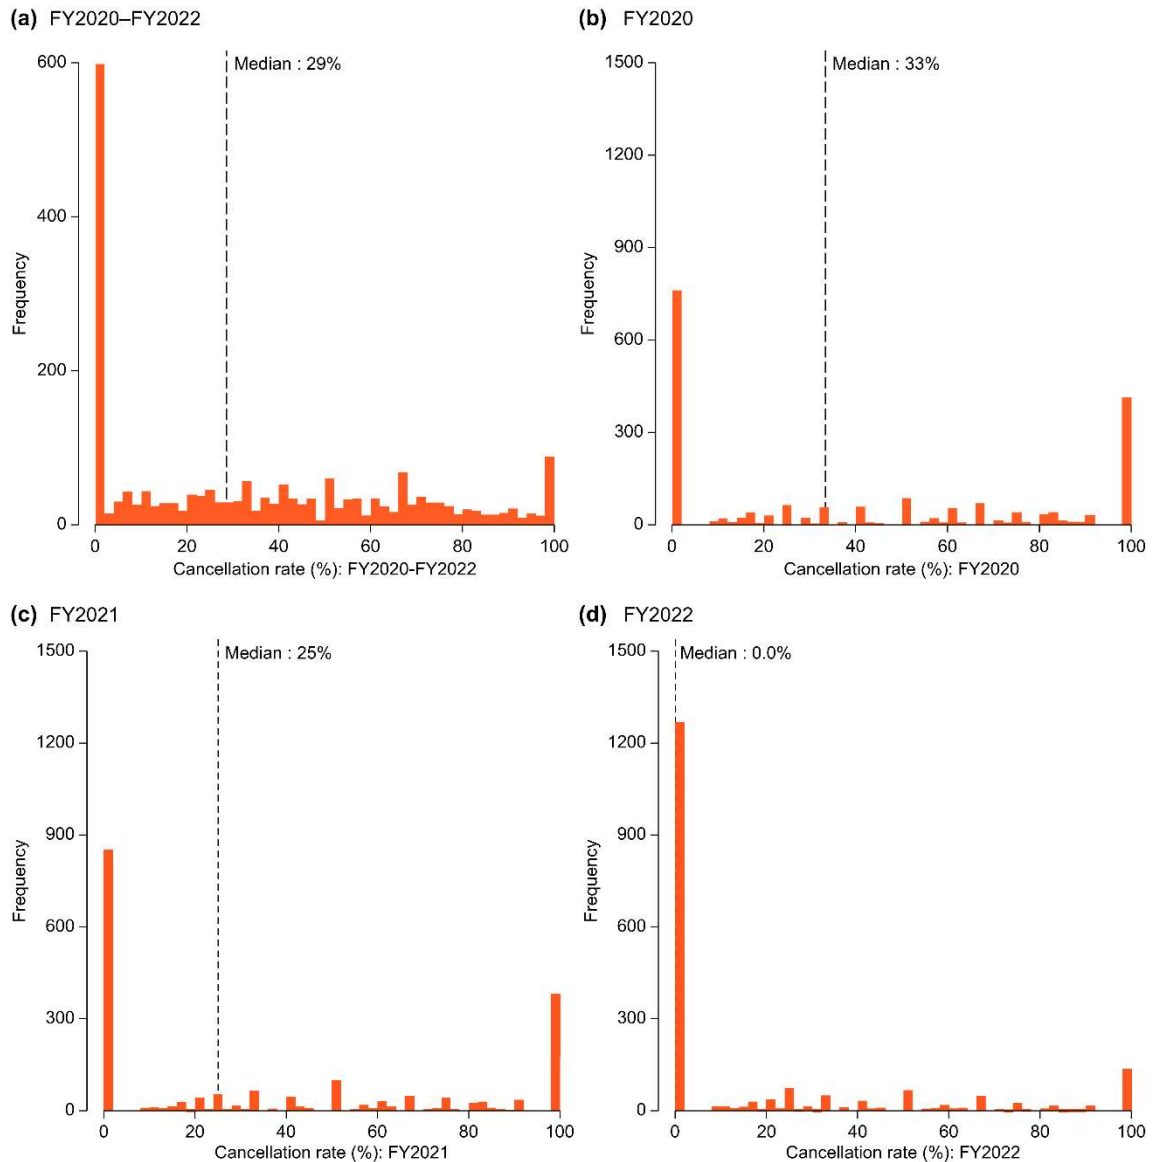 (a) FY2020–FY2022
Median : 29%
600
400
200
0
Frequency
0 20 40 60 80 100
Cancellation rate (%): FY2020-FY2022
(b) FY2020
Median : 33%
1500
1200
900
600
300
0
Frequency
0 20 40 60 80 100
Cancellation rate (%): FY2020
(c) FY2021
Median : 25%
1500
1200
900
600
300
0
Frequency
0 20 40 60 80 100
Cancellation rate (%): FY2021
(d) FY2022
Median : 0.0%
1500
1200
900
600
300
0
Frequency
0 20 40 60 80 100
Cancellation rate (%): FY2022